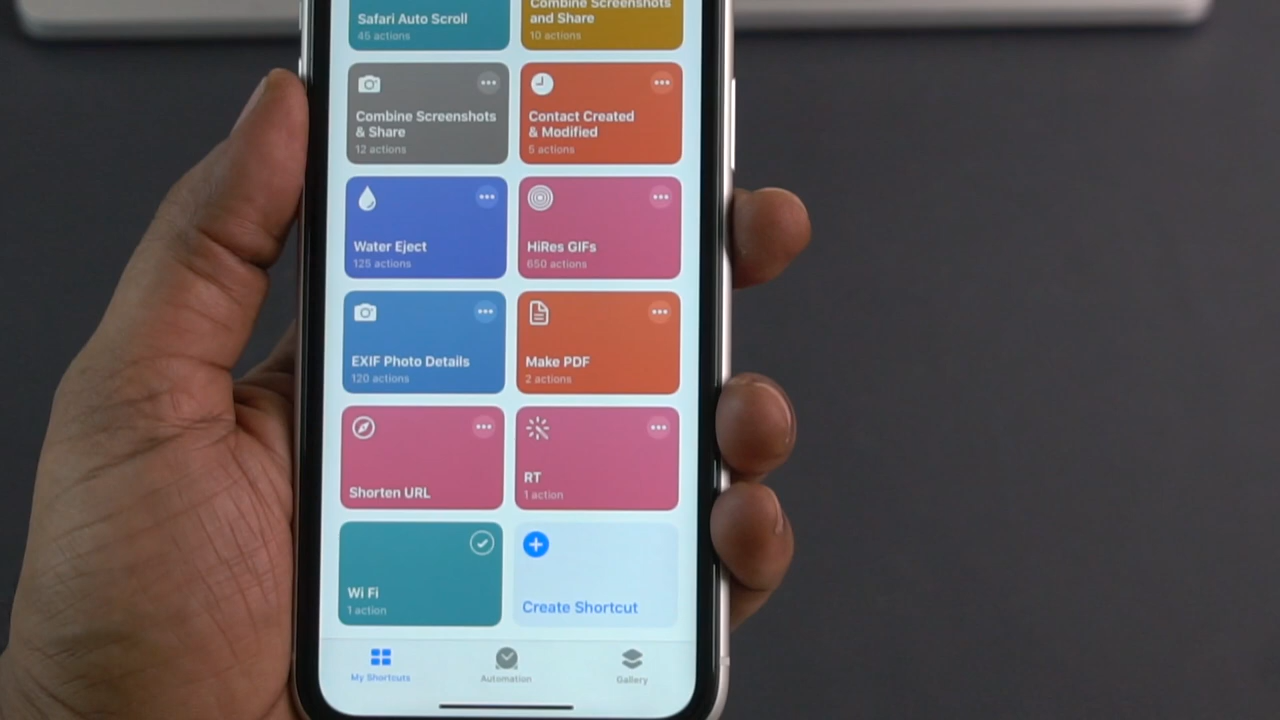 Safari Auto Scroll
45 actions
Combine Screenshots
and Share
10 actions
Combine Screenshots
& Share
12 actions
Contact Created
& Modified
5 actions
Water Eject
125 actions
HiRes GIFs
650 actions
EXIF Photo Details
120 actions
Make PDF
2 actions
Shorten URL
RT
1 action
Wi Fi
1 action
Create Shortcut
My Shortcuts
Automation
Gallery